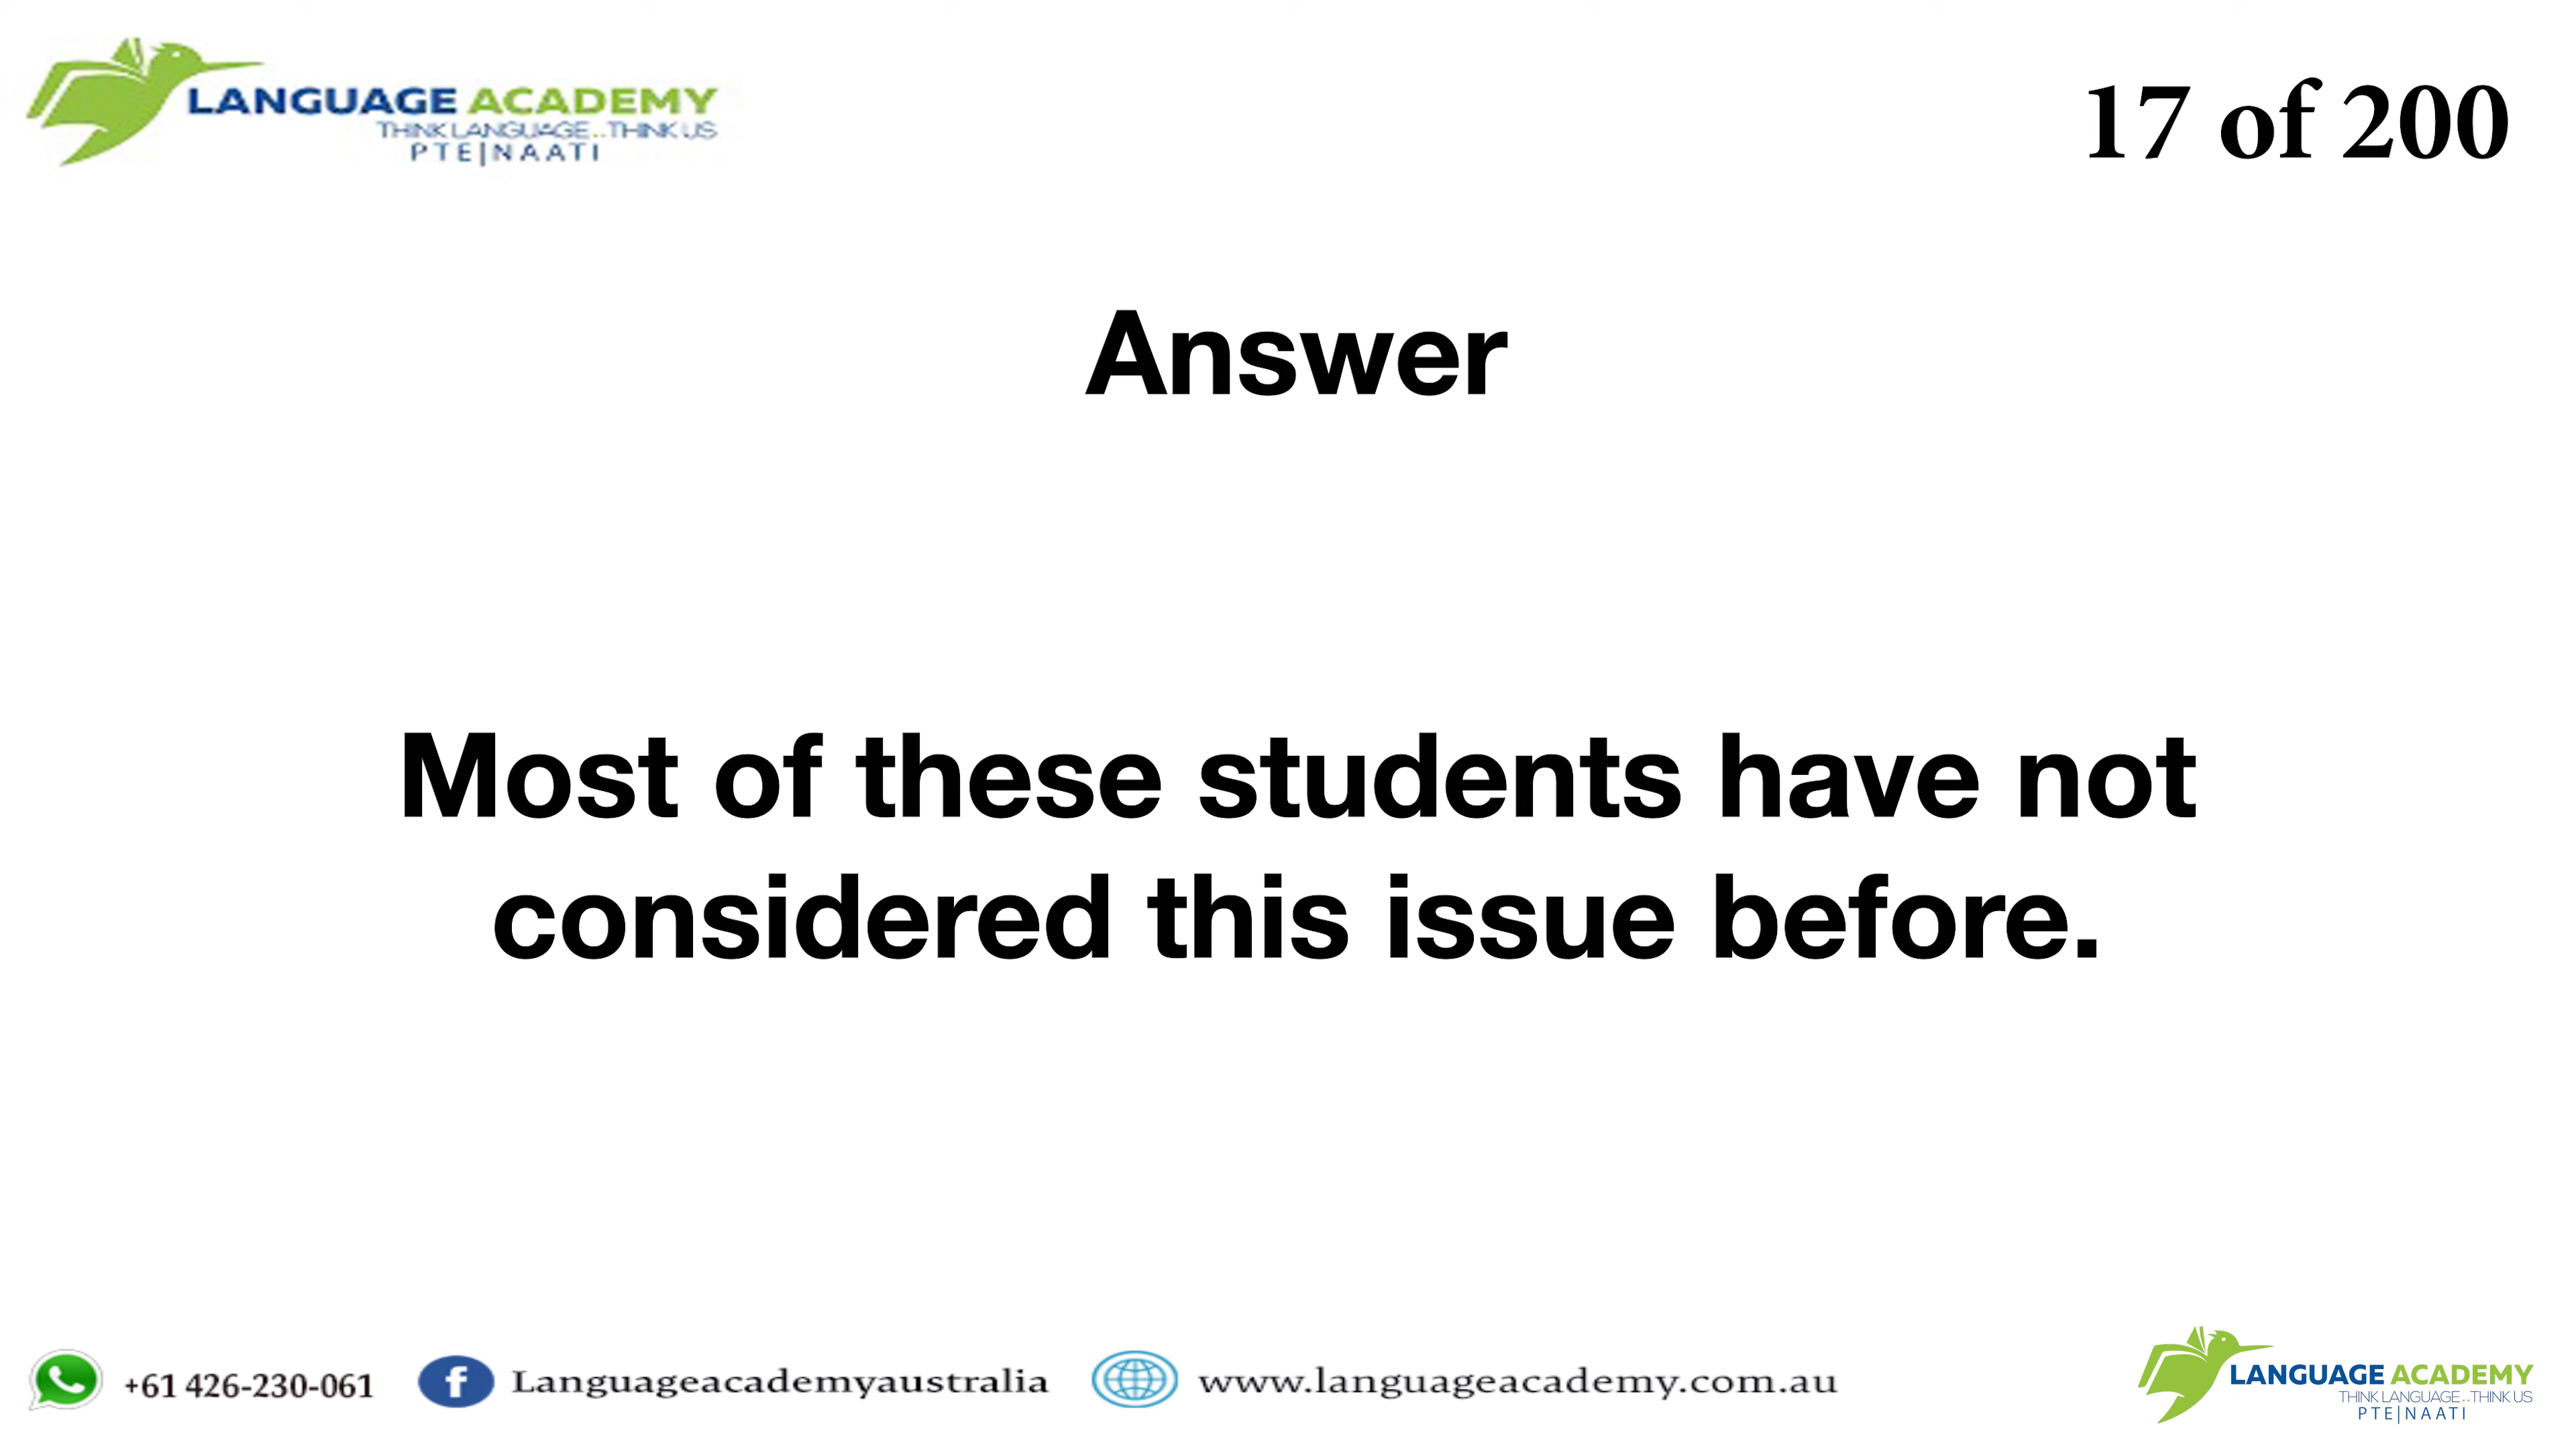 LANGUAGE ACADEMY
THINK LANGUAGE..THINK US
PTE|NAATI
17 of 200
Answer
Most of these students have not
considered this issue before.
+61 426-230-061
Languageacademyaustralia
www.languageacademy.com.au
LANGUAGE ACADEMY
THINK LANGUAGE..THINK US
PTE|NAATI